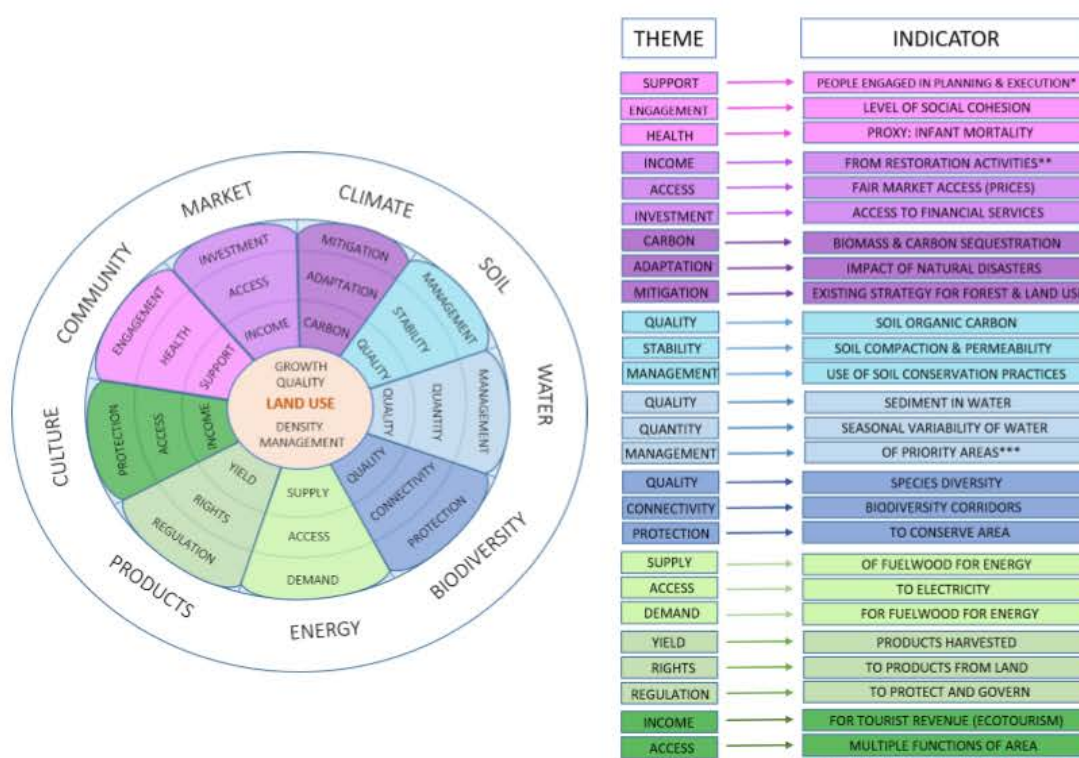 MARKET
CLIMATE
SOIL
WATER
BIODIVERSITY
ENERGY
PRODUCTS
CULTURE
COMMUNITY
INVESTMENT
ACCESS
INCOME
MITIGATION
ADAPTATION
CARBON
MANAGEMENT
STABILITY
QUALITY
MANAGEMENT
QUANTITY
QUALITY
PROTECTION
CONNECTIVITY
QUALITY
SUPPLY
ACCESS
DEMAND
YIELD
RIGHTS
REGULATION
PROTECTION
ACCESS
INCOME
ENGAGEMENT
HEALTH
SUPPORT
GROWTH
QUALITY
LAND USE
DENSITY
MANAGEMENT
THEME INDICATOR
SUPPORT PEOPLE ENGAGED IN PLANNING & EXECUTION*
ENGAGEMENT LEVEL OF SOCIAL COHESION
HEALTH PROXY: INFANT MORTALITY
INCOME FROM RESTORATION ACTIVITIES**
ACCESS FAIR MARKET ACCESS (PRICES)
INVESTMENT ACCESS TO FINANCIAL SERVICES
CARBON BIOMASS & CARBON SEQUESTRATION
ADAPTATION IMPACT OF NATURAL DISASTERS
MITIGATION EXISTING STRATEGY FOR FOREST & LAND USE
QUALITY SOIL ORGANIC CARBON
STABILITY SOIL COMPACTION & PERMEABILITY
MANAGEMENT USE OF SOIL CONSERVATION PRACTICES
QUALITY SEDIMENT IN WATER
QUANTITY SEASONAL VARIABILITY OF WATER
MANAGEMENT OF PRIORITY AREAS***
QUALITY SPECIES DIVERSITY
CONNECTIVITY BIODIVERSITY CORRIDORS
PROTECTION TO CONSERVE AREA
SUPPLY OF FUELWOOD FOR ENERGY
ACCESS TO ELECTRICITY
DEMAND FOR FUELWOOD FOR ENERGY
YIELD PRODUCTS HARVESTED
RIGHTS TO PRODUCTS FROM LAND
REGULATION TO PROTECT AND GOVERN
INCOME FOR TOURIST REVENUE (ECOTOURISM)
ACCESS MULTIPLE FUNCTIONS OF AREA